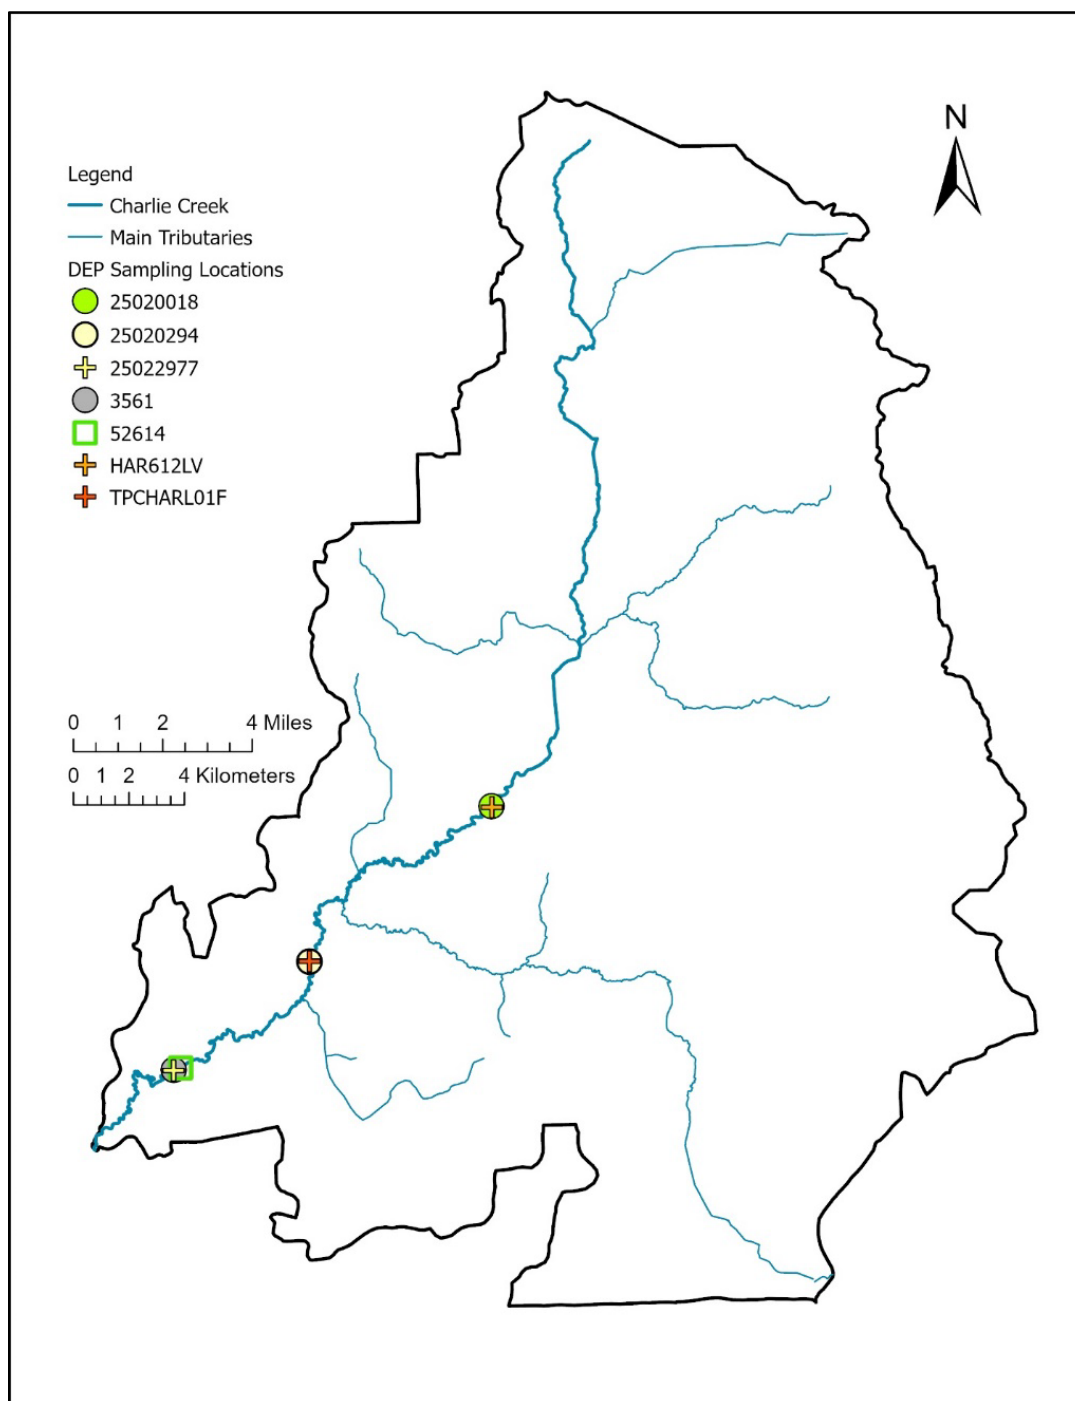 N
Legend
Charlie Creek
Main Tributaries
DEP Sampling Locations
25020018
25020294
25022977
3561
52614
HAR612LV
TPCHARL01F
0 1 2 4 Miles
0 1 2 4 Kilometers